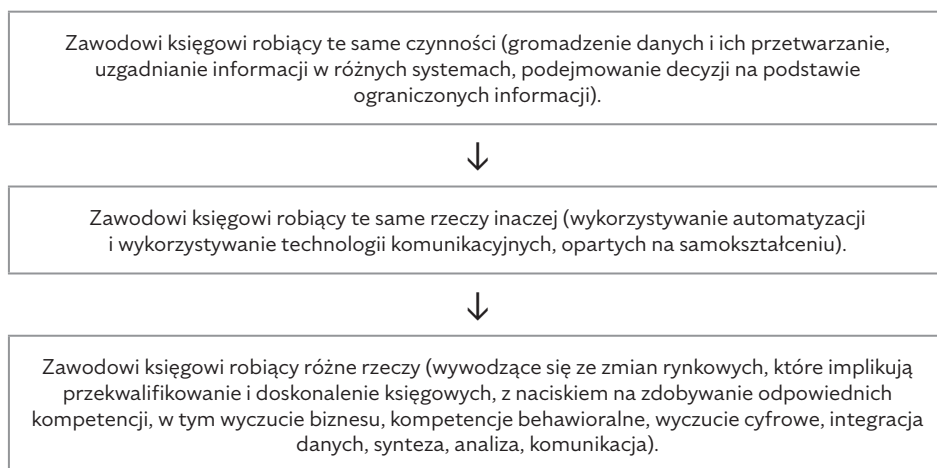 Zawodowi księgowi robiący te same czynności (gromadzenie danych i ich przetwarzanie,
uzgadnianie informacji w różnych systemach, podejmowanie decyzji na podstawie
ograniczonych informacji).
Zawodowi księgowi robiący te same rzeczy inaczej (wykorzystywanie automatyzacji
i wykorzystywanie technologii komunikacyjnych, opartych na samokształceniu).
Zawodowi księgowi robiący różne rzeczy (wywodzące się ze zmian rynkowych, które implikują
przekwalifikowanie i doskonalenie księgowych, z naciskiem na zdobywanie odpowiednich
kompetencji, w tym wyczucie biznesu, kompetencje behawioralne, wyczucie cyfrowe, integracja
danych, synteza, analiza, komunikacja).